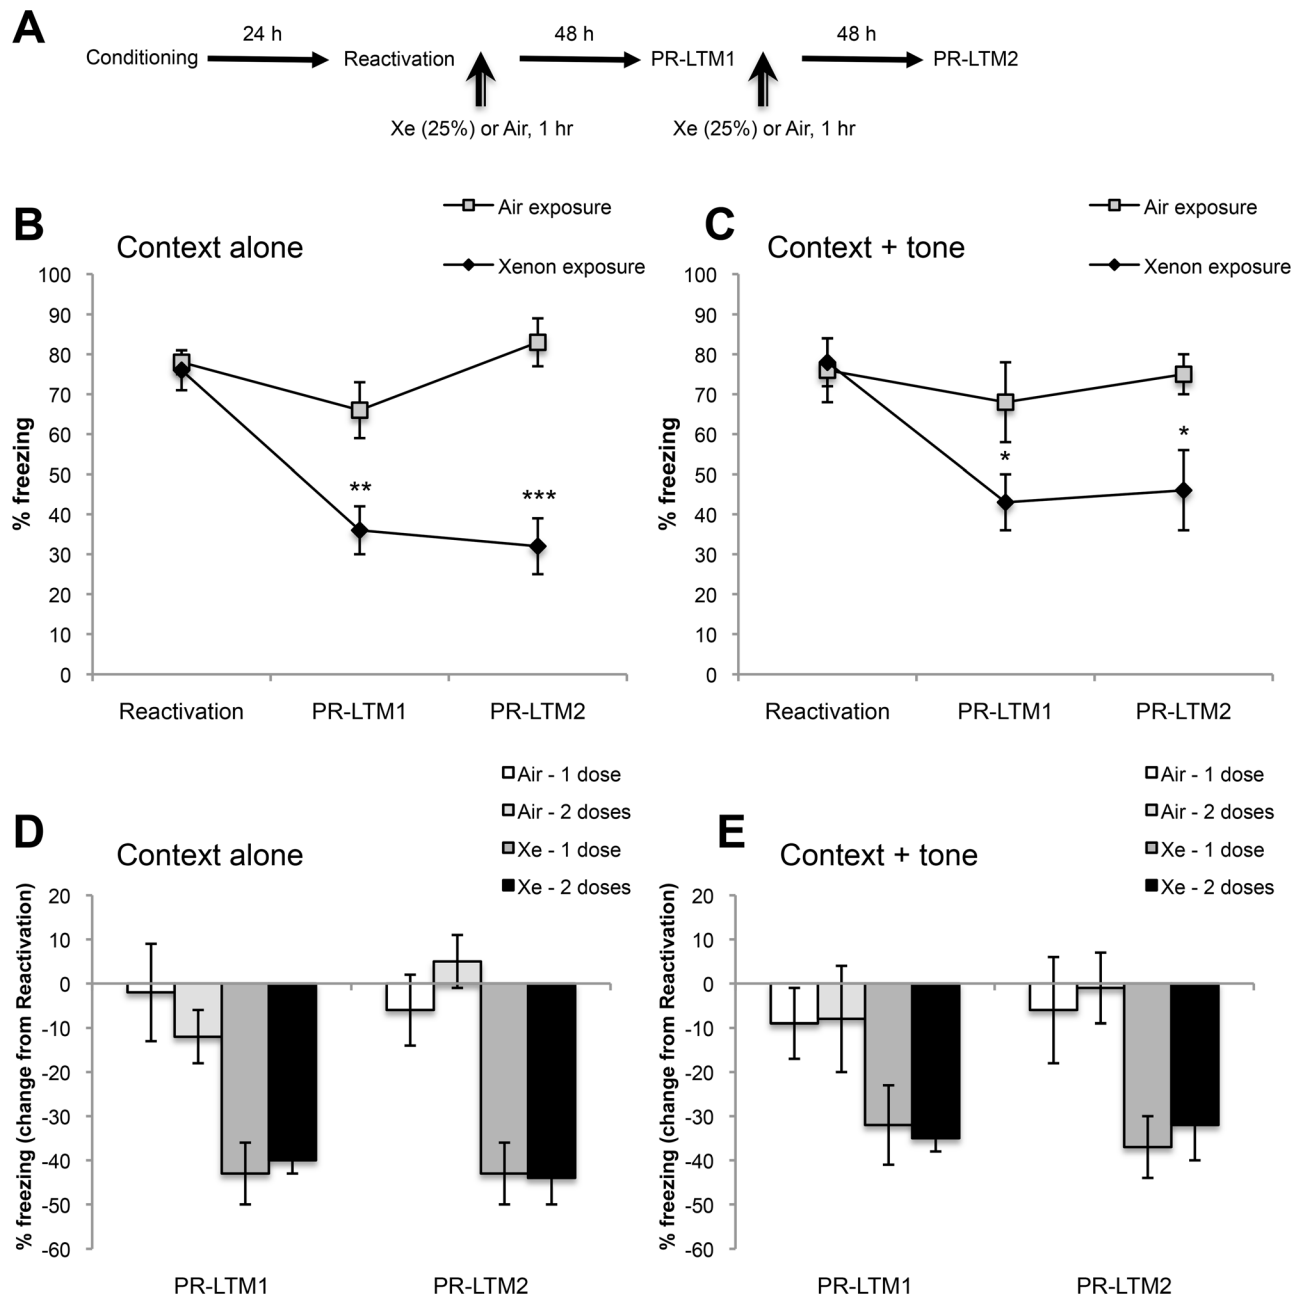 A
Conditioning
24 h
Reactivation
48 h
PR-LTM1
48 h
PR-LTM2
Xe (25%) or Air, 1 hr
Xe (25%) or Air, 1 hr
B
Context alone
Air exposure
Xenon exposure
% freezing
100
90
80
70
60
50
40
30
20
10
0
**
***
Reactivation
PR-LTM1
PR-LTM2
C
Context + tone
Air exposure
Xenon exposure
% freezing
100
90
80
70
60
50
40
30
20
10
0
*
*
Reactivation
PR-LTM1
PR-LTM2
D
Context alone
Air - 1 dose
Air - 2 doses
Xe - 1 dose
Xe - 2 doses
% freezing (change from Reactivation)
20
10
0
-10
-20
-30
-40
-50
-60
PR-LTM1
PR-LTM2
E
Context + tone
Air - 1 dose
Air - 2 doses
Xe - 1 dose
Xe - 2 doses
% freezing (change from Reactivation)
20
10
0
-10
-20
-30
-40
-50
-60
PR-LTM1
PR-LTM2